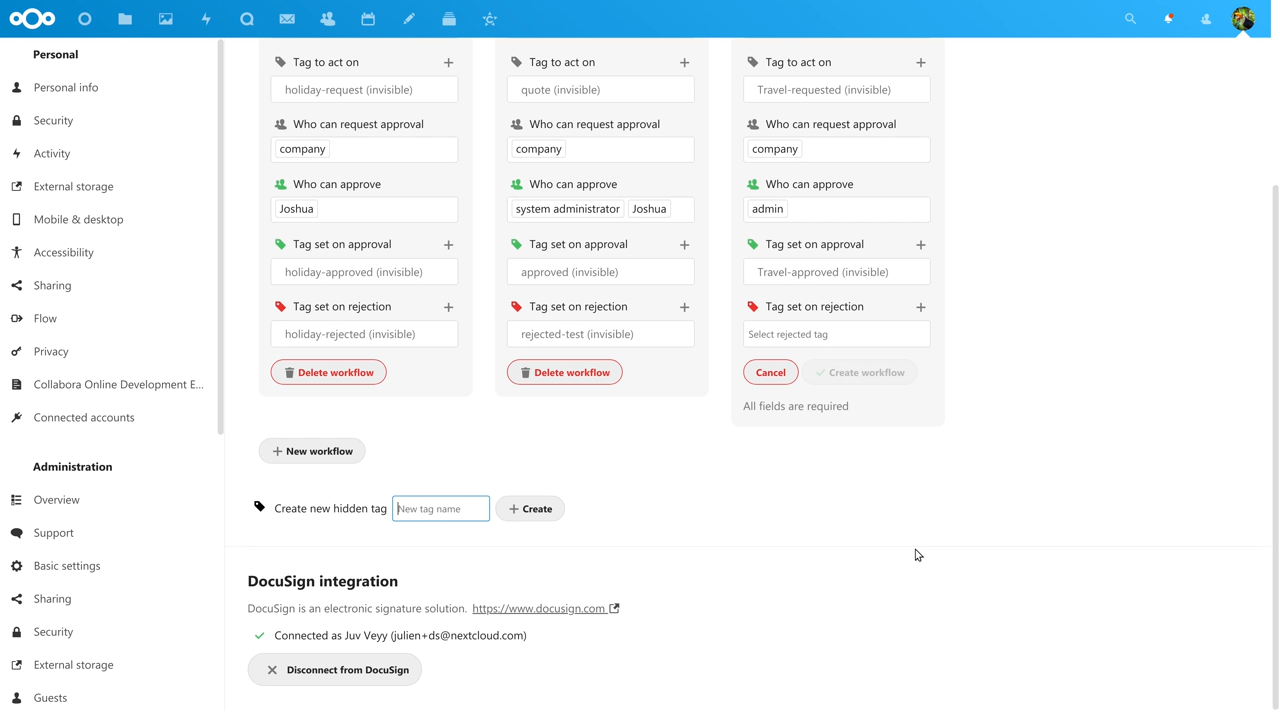 Personal
Personal info
Security
Activity
External storage
Mobile & desktop
Accessibility
Sharing
Flow
Privacy
Collabora Online Development E...
Connected accounts
Administration
Overview
Support
Basic settings
Sharing
Security
External storage
Guests
Tag to act on
holiday-request (invisible)
Who can request approval
company
Who can approve
Joshua
Tag set on approval
holiday-approved (invisible)
Tag set on rejection
holiday-rejected (invisible)
Delete workflow
Tag to act on
quote (invisible)
Who can request approval
company
Who can approve
system administrator Joshua
Tag set on approval
approved (invisible)
Tag set on rejection
rejected-test (invisible)
Delete workflow
Tag to act on
Travel-requested (invisible)
Who can request approval
company
Who can approve
admin
Tag set on approval
Travel-approved (invisible)
Tag set on rejection
Select rejected tag
Cancel Create workflow
All fields are required
New workflow
Create new hidden tag New tag name Create
DocuSign integration
DocuSign is an electronic signature solution. https://www.docusign.com
Connected as Juv Veyy (julien+ds@nextcloud.com)
Disconnect from DocuSign